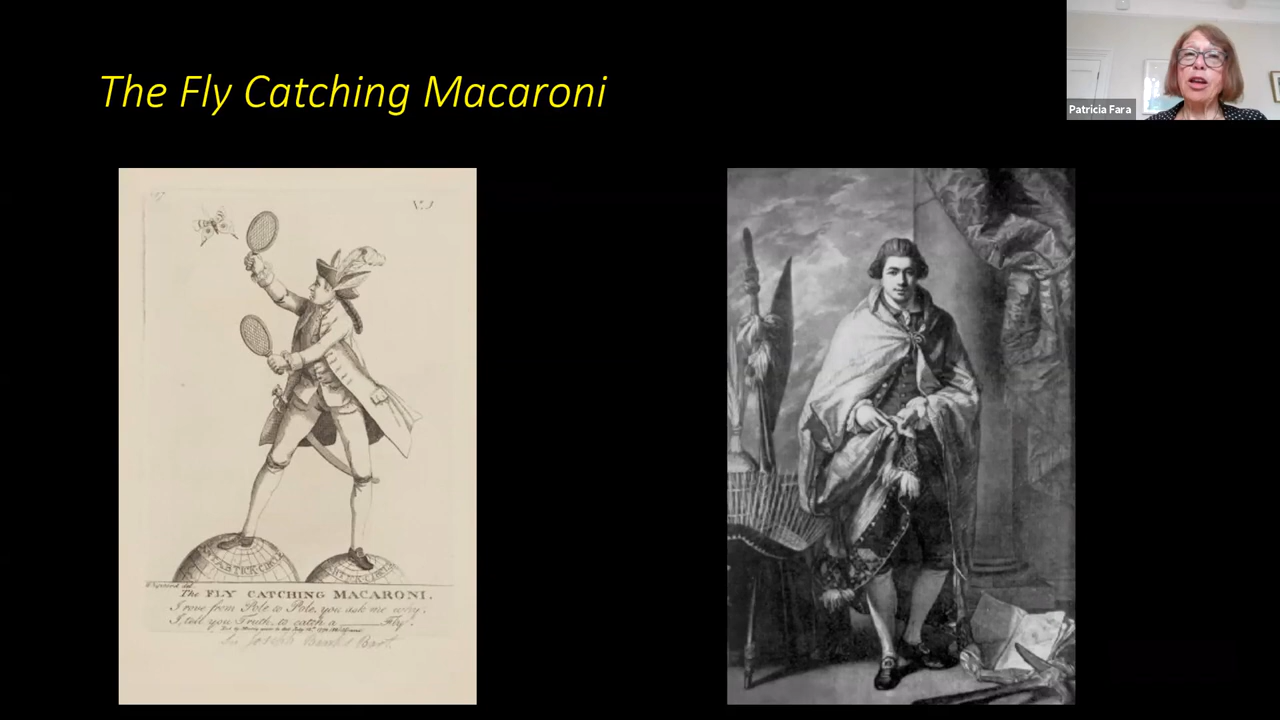 The Fly Catching Macaroni
Patricia Fara
The FLY CATCHING MACARONI.
I rove from Pole to Pole, you ask me why,
I tell you Truth, to catch a ______ Fly.
Sir Joseph Banks Bart.